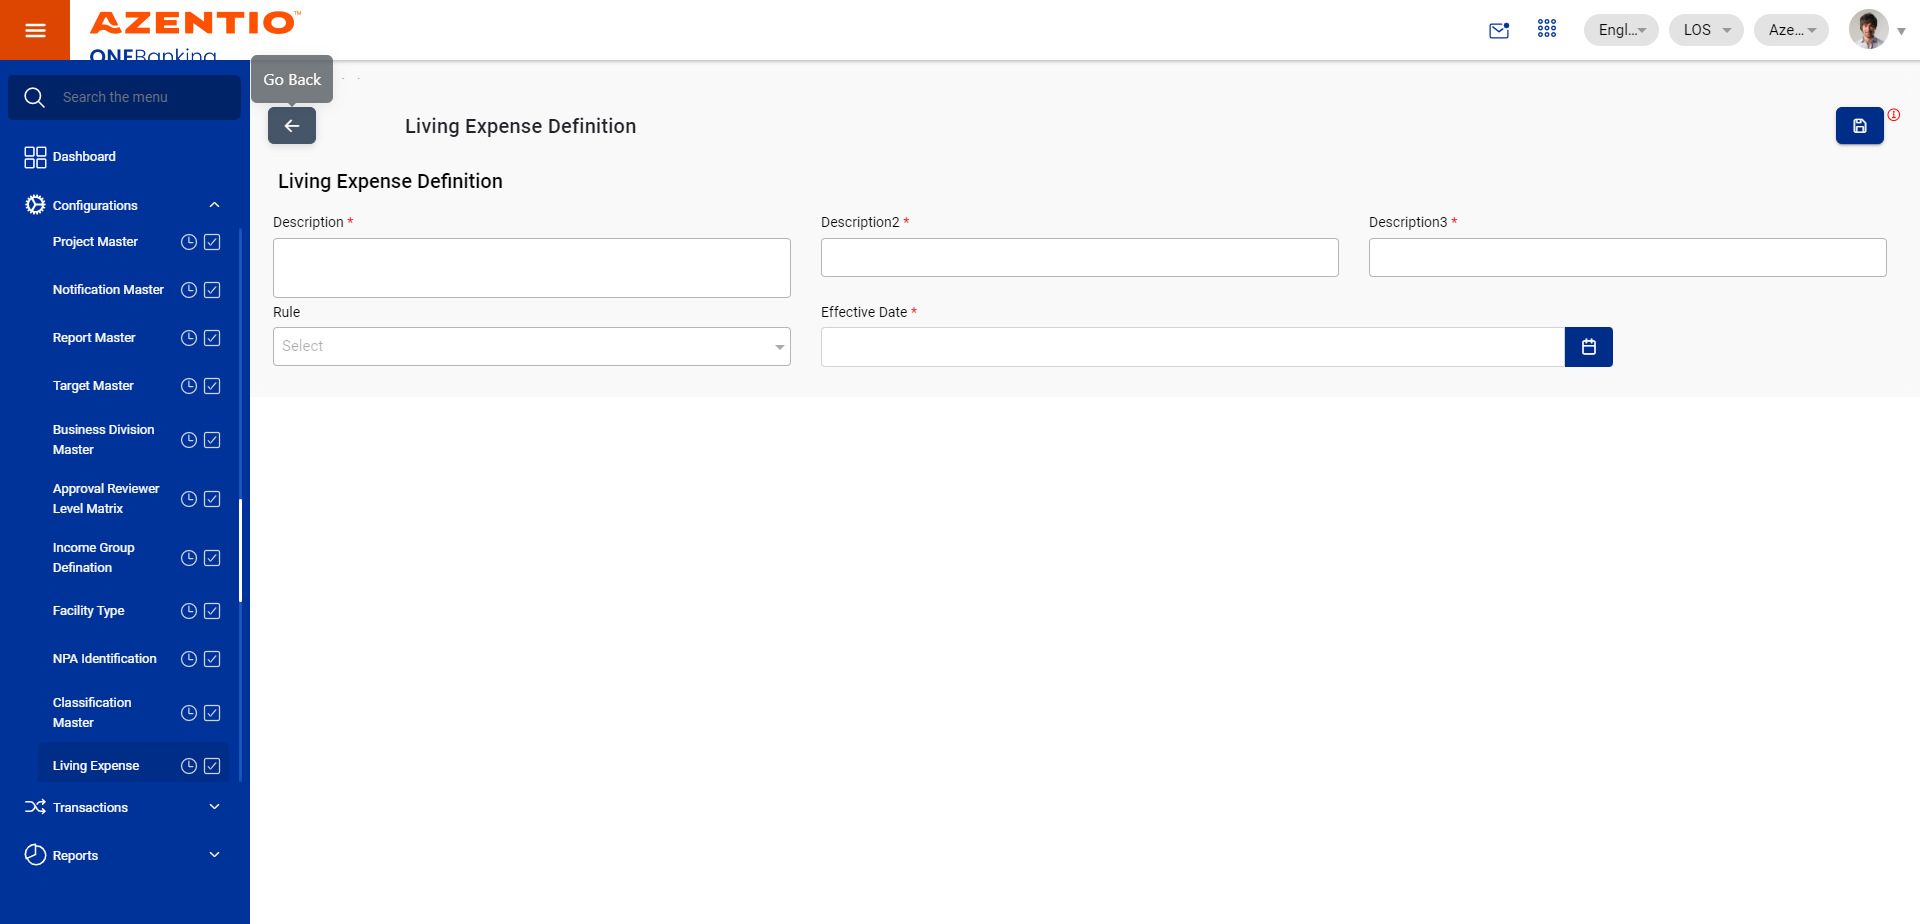 AZENTIO™
ONEBanking
Engl...
LOS
Aze...
Go Back
Search the menu
Living Expense Definition
Dashboard
Living Expense Definition
Configurations
Description *
Description2 *
Description3 *
Project Master
Notification Master
Rule
Effective Date *
Report Master
Select
Target Master
Business Division
Master
Approval Reviewer
Level Matrix
Income Group
Defination
Facility Type
NPA Identification
Classification
Master
Living Expense
Transactions
Reports